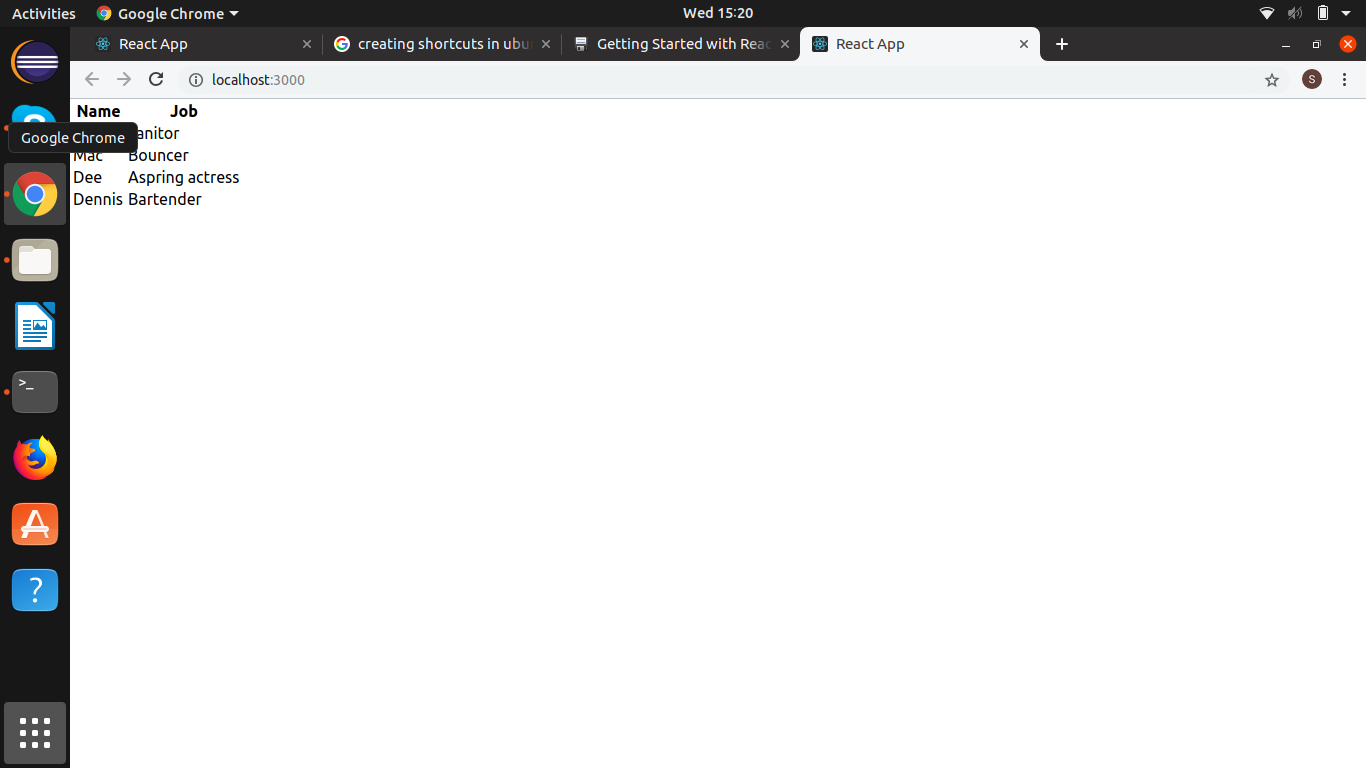 Activities Google Chrome Wed 15:20
React App creating shortcuts in ubu Getting Started with Reac React App
localhost:3000 S
Name Job
Google Chrome anitor
Mac Bouncer
Dee Aspring actress
Dennis Bartender
>_
?